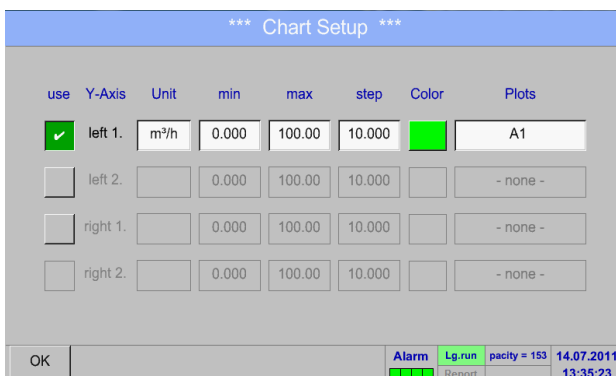 *** Chart Setup ***
use Y-Axis Unit min max step Color Plots
left 1. m³/h 0.000 100.00 10.000 A1
left 2. 0.000 100.00 10.000 - none -
right 1. 0.000 100.00 10.000 - none -
right 2. 0.000 100.00 10.000 - none -
OK Alarm Lg.run pacity = 153 14.07.2011
Report 13:35:23